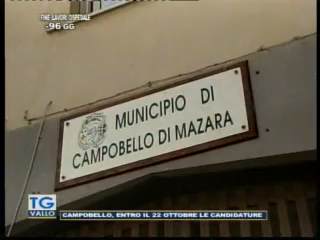 FINE LAVORI OSPEDALE
-96 GG
MUNICIPIO DI
CAMPOBELLO DI MAZARA
TG
VALLO
CAMPOBELLO, ENTRO IL 22 OTTOBRE LE CANDIDATURE